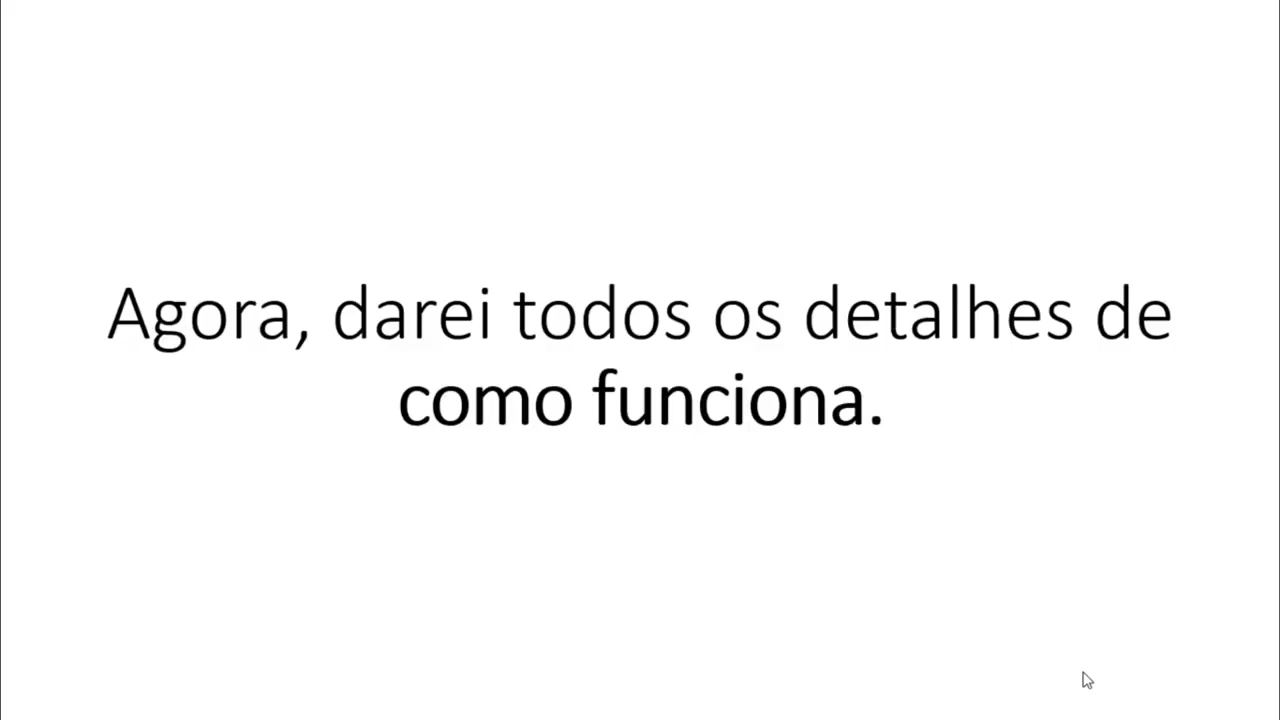 Agora, darei todos os detalhes de
como funciona.